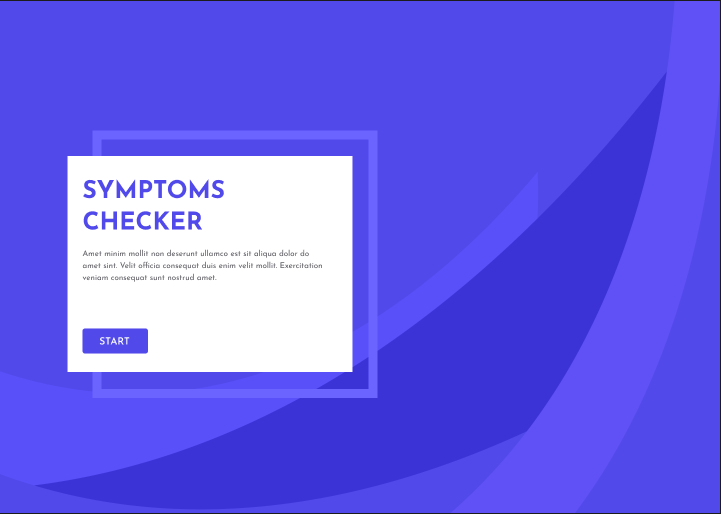 SYMPTOMS
CHECKER
Amet minim mollit non deserunt ullamco est sit aliqua dolor do
amet sint. Velit officia consequat duis enim velit mollit. Exercitation
veniam consequat sunt nostrud amet.
START